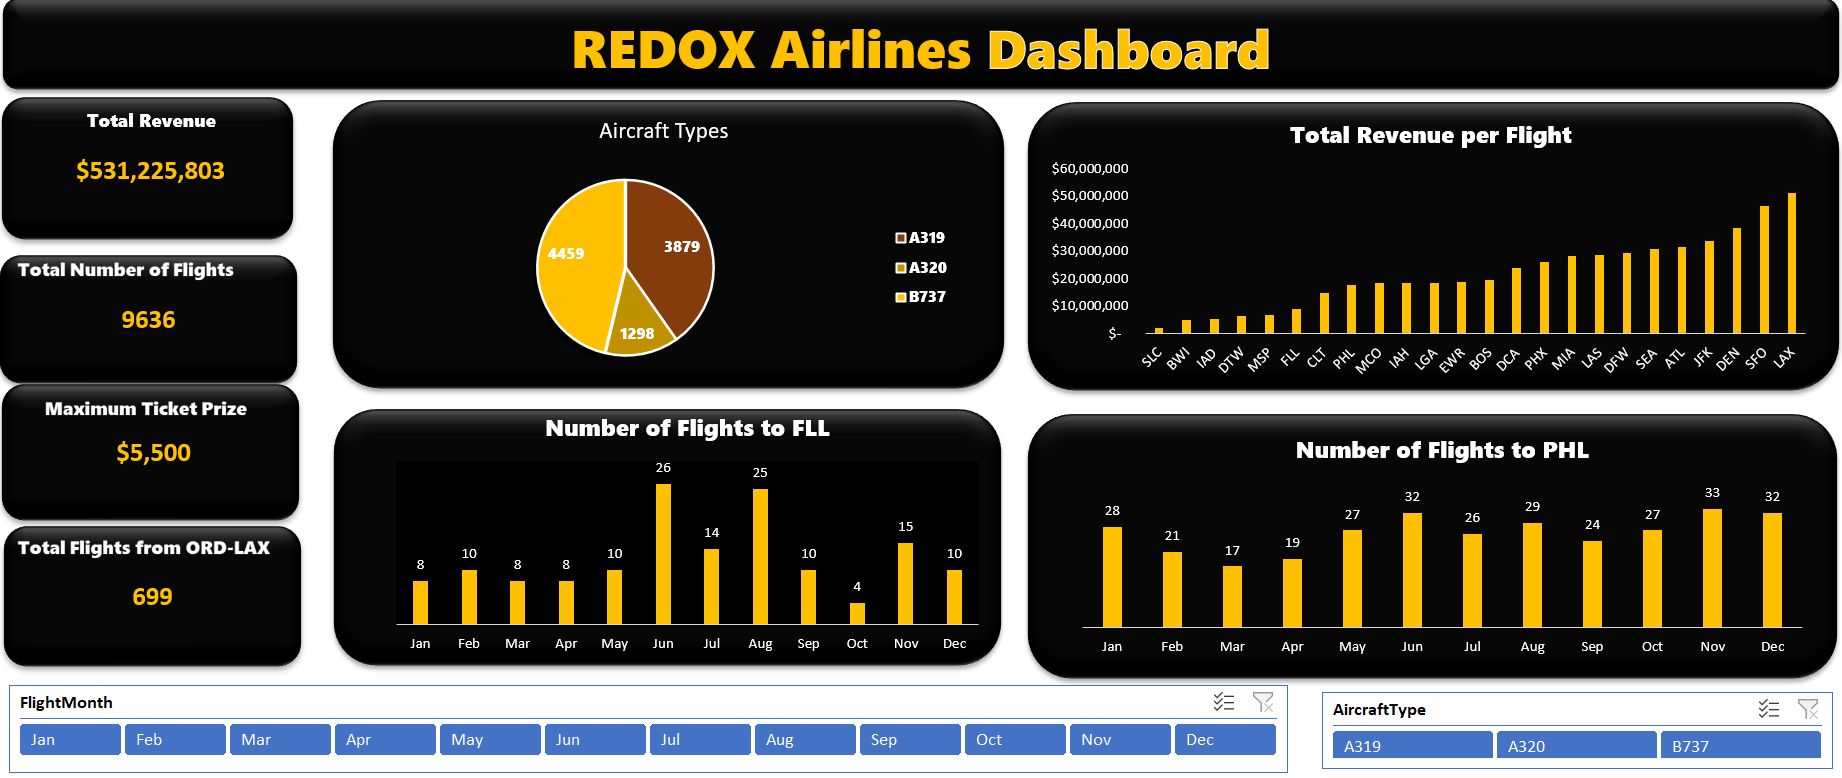 REDOX Airlines Dashboard
Total Revenue
$531,225,803
Total Number of Flights
9636
Maximum Ticket Prize
$5,500
Total Flights from ORD-LAX
699
Aircraft Types
4459
3879
1298
A319
A320
B737
Total Revenue per Flight
$60,000,000
$50,000,000
$40,000,000
$30,000,000
$20,000,000
$10,000,000
$-
SLC BWI IAD DTW MSP FLL CLT PHL MCO IAH LGA EWR BOS DCA PHX MIA LAS DFW SEA ATL JFK DEN SFO LAX
Number of Flights to FLL
8 10 8 8 10 26 14 25 10 4 15 10
Jan Feb Mar Apr May Jun Jul Aug Sep Oct Nov Dec
Number of Flights to PHL
28 21 17 19 27 32 26 29 24 27 33 32
Jan Feb Mar Apr May Jun Jul Aug Sep Oct Nov Dec
FlightMonth
Jan Feb Mar Apr May Jun Jul Aug Sep Oct Nov Dec
AircraftType
A319 A320 B737